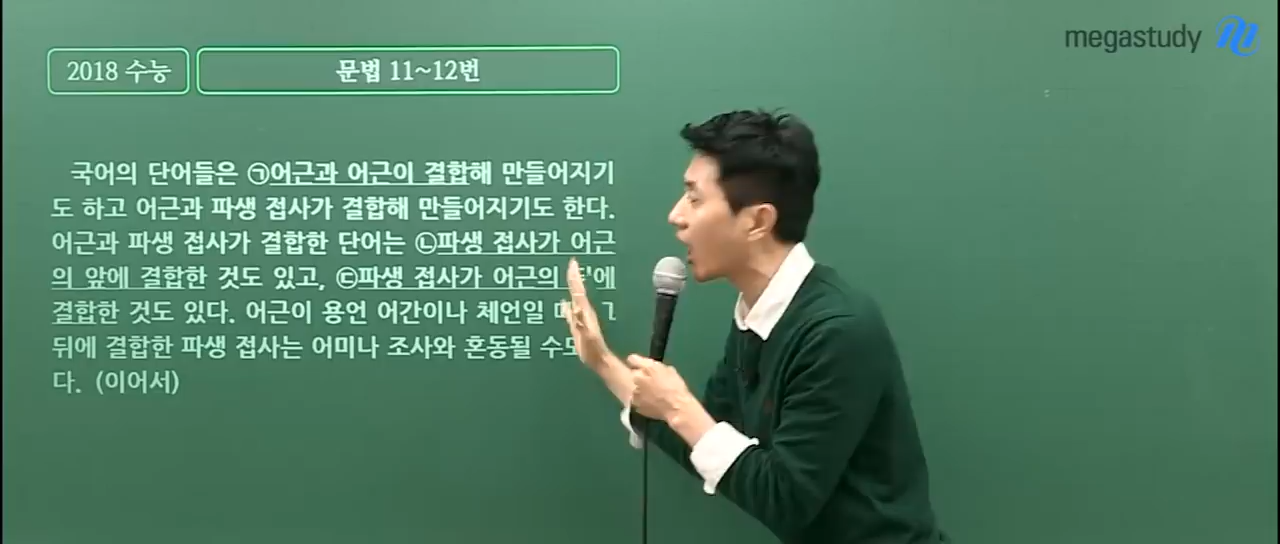 megastudy
2018 수능
문법 11~12번
국어의 단어들은 ㉠어근과 어근이 결합해 만들어지기
도 하고 어근과 파생 접사가 결합해 만들어지기도 한다.
어근과 파생 접사가 결합한 단어는 ㉡파생 접사가 어근
의 앞에 결합한 것도 있고, ㉢파생 접사가 어근의
결합한 것도 있다. 어근이 용언 어간이나 체언일
뒤에 결합한 파생 접사는 어미나 조사와 혼동될
다. (이어서)